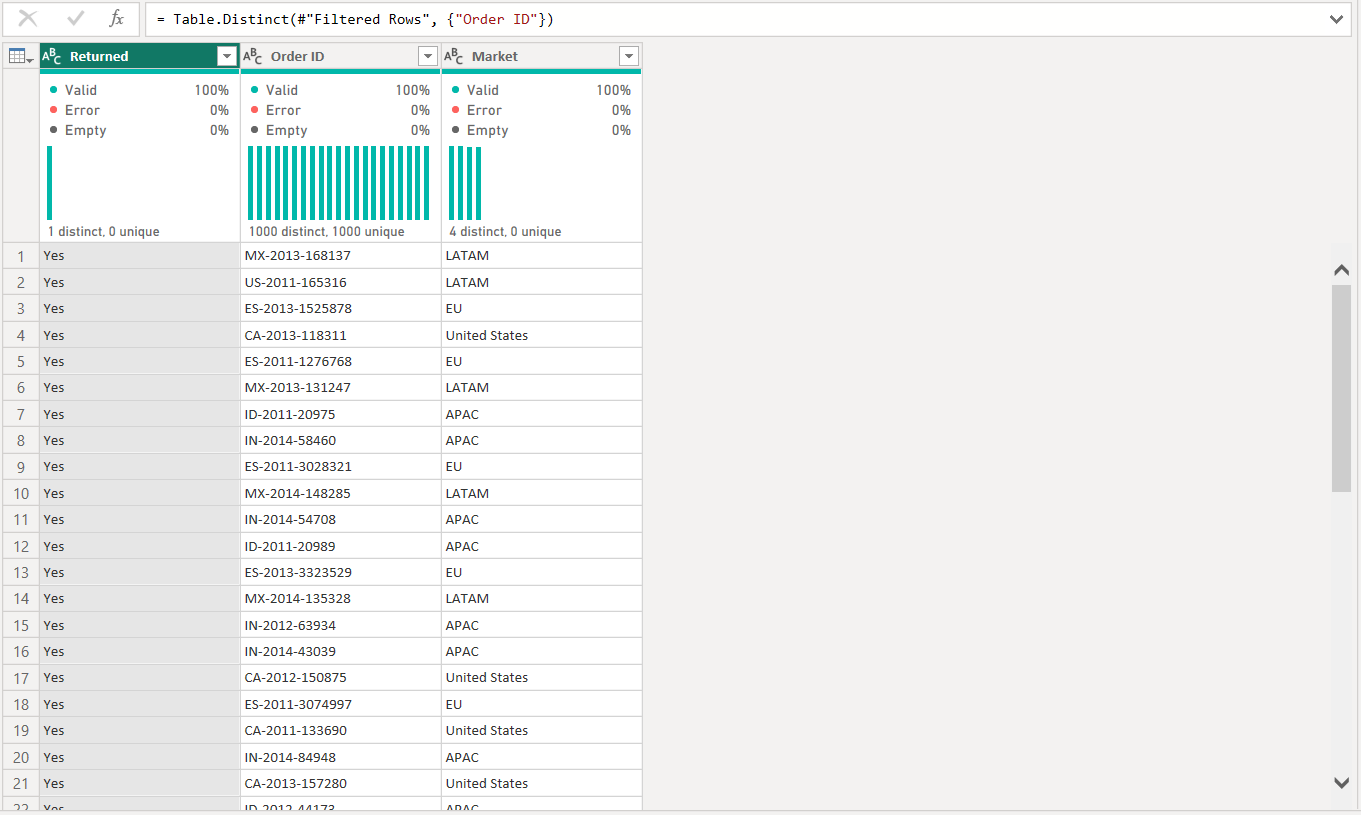 fx = Table.Distinct(#"Filtered Rows", {"Order ID"})
ABC Returned ABC Order ID ABC Market
Valid 100% Valid 100% Valid 100%
Error 0% Error 0% Error 0%
Empty 0% Empty 0% Empty 0%
1 distinct, 0 unique 1000 distinct, 1000 unique 4 distinct, 0 unique
1 Yes MX-2013-168137 LATAM
2 Yes US-2011-165316 LATAM
3 Yes ES-2013-1525878 EU
4 Yes CA-2013-118311 United States
5 Yes ES-2011-1276768 EU
6 Yes MX-2013-131247 LATAM
7 Yes ID-2011-20975 APAC
8 Yes IN-2014-58460 APAC
9 Yes ES-2011-3028321 EU
10 Yes MX-2014-148285 LATAM
11 Yes IN-2014-54708 APAC
12 Yes ID-2011-20989 APAC
13 Yes ES-2013-3323529 EU
14 Yes MX-2014-135328 LATAM
15 Yes IN-2012-63934 APAC
16 Yes IN-2014-43039 APAC
17 Yes CA-2012-150875 United States
18 Yes ES-2011-3074997 EU
19 Yes CA-2011-133690 United States
20 Yes IN-2014-84948 APAC
21 Yes CA-2013-157280 United States
22 Yes ID-2012-44173 APAC